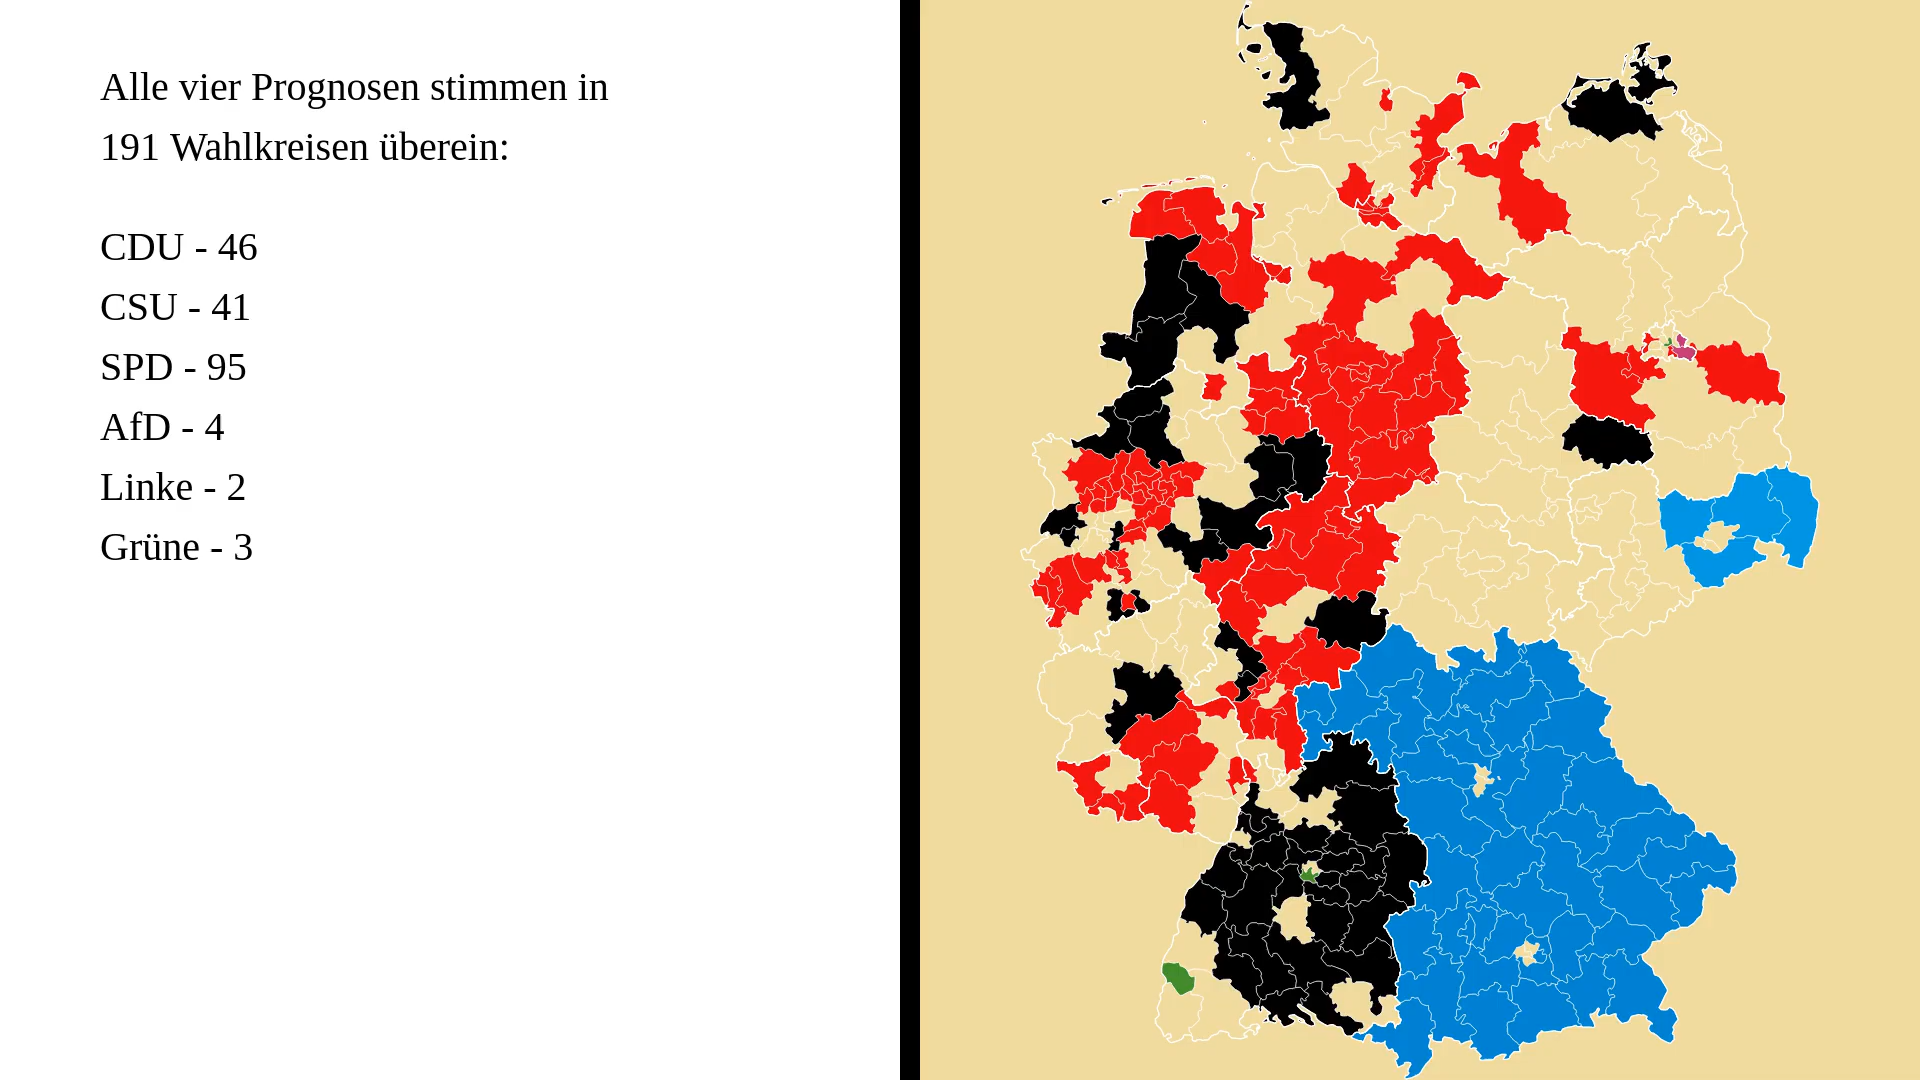 Alle vier Prognosen stimmen in
191 Wahlkreisen überein:
CDU - 46
CSU - 41
SPD - 95
AfD - 4
Linke - 2
Grüne - 3